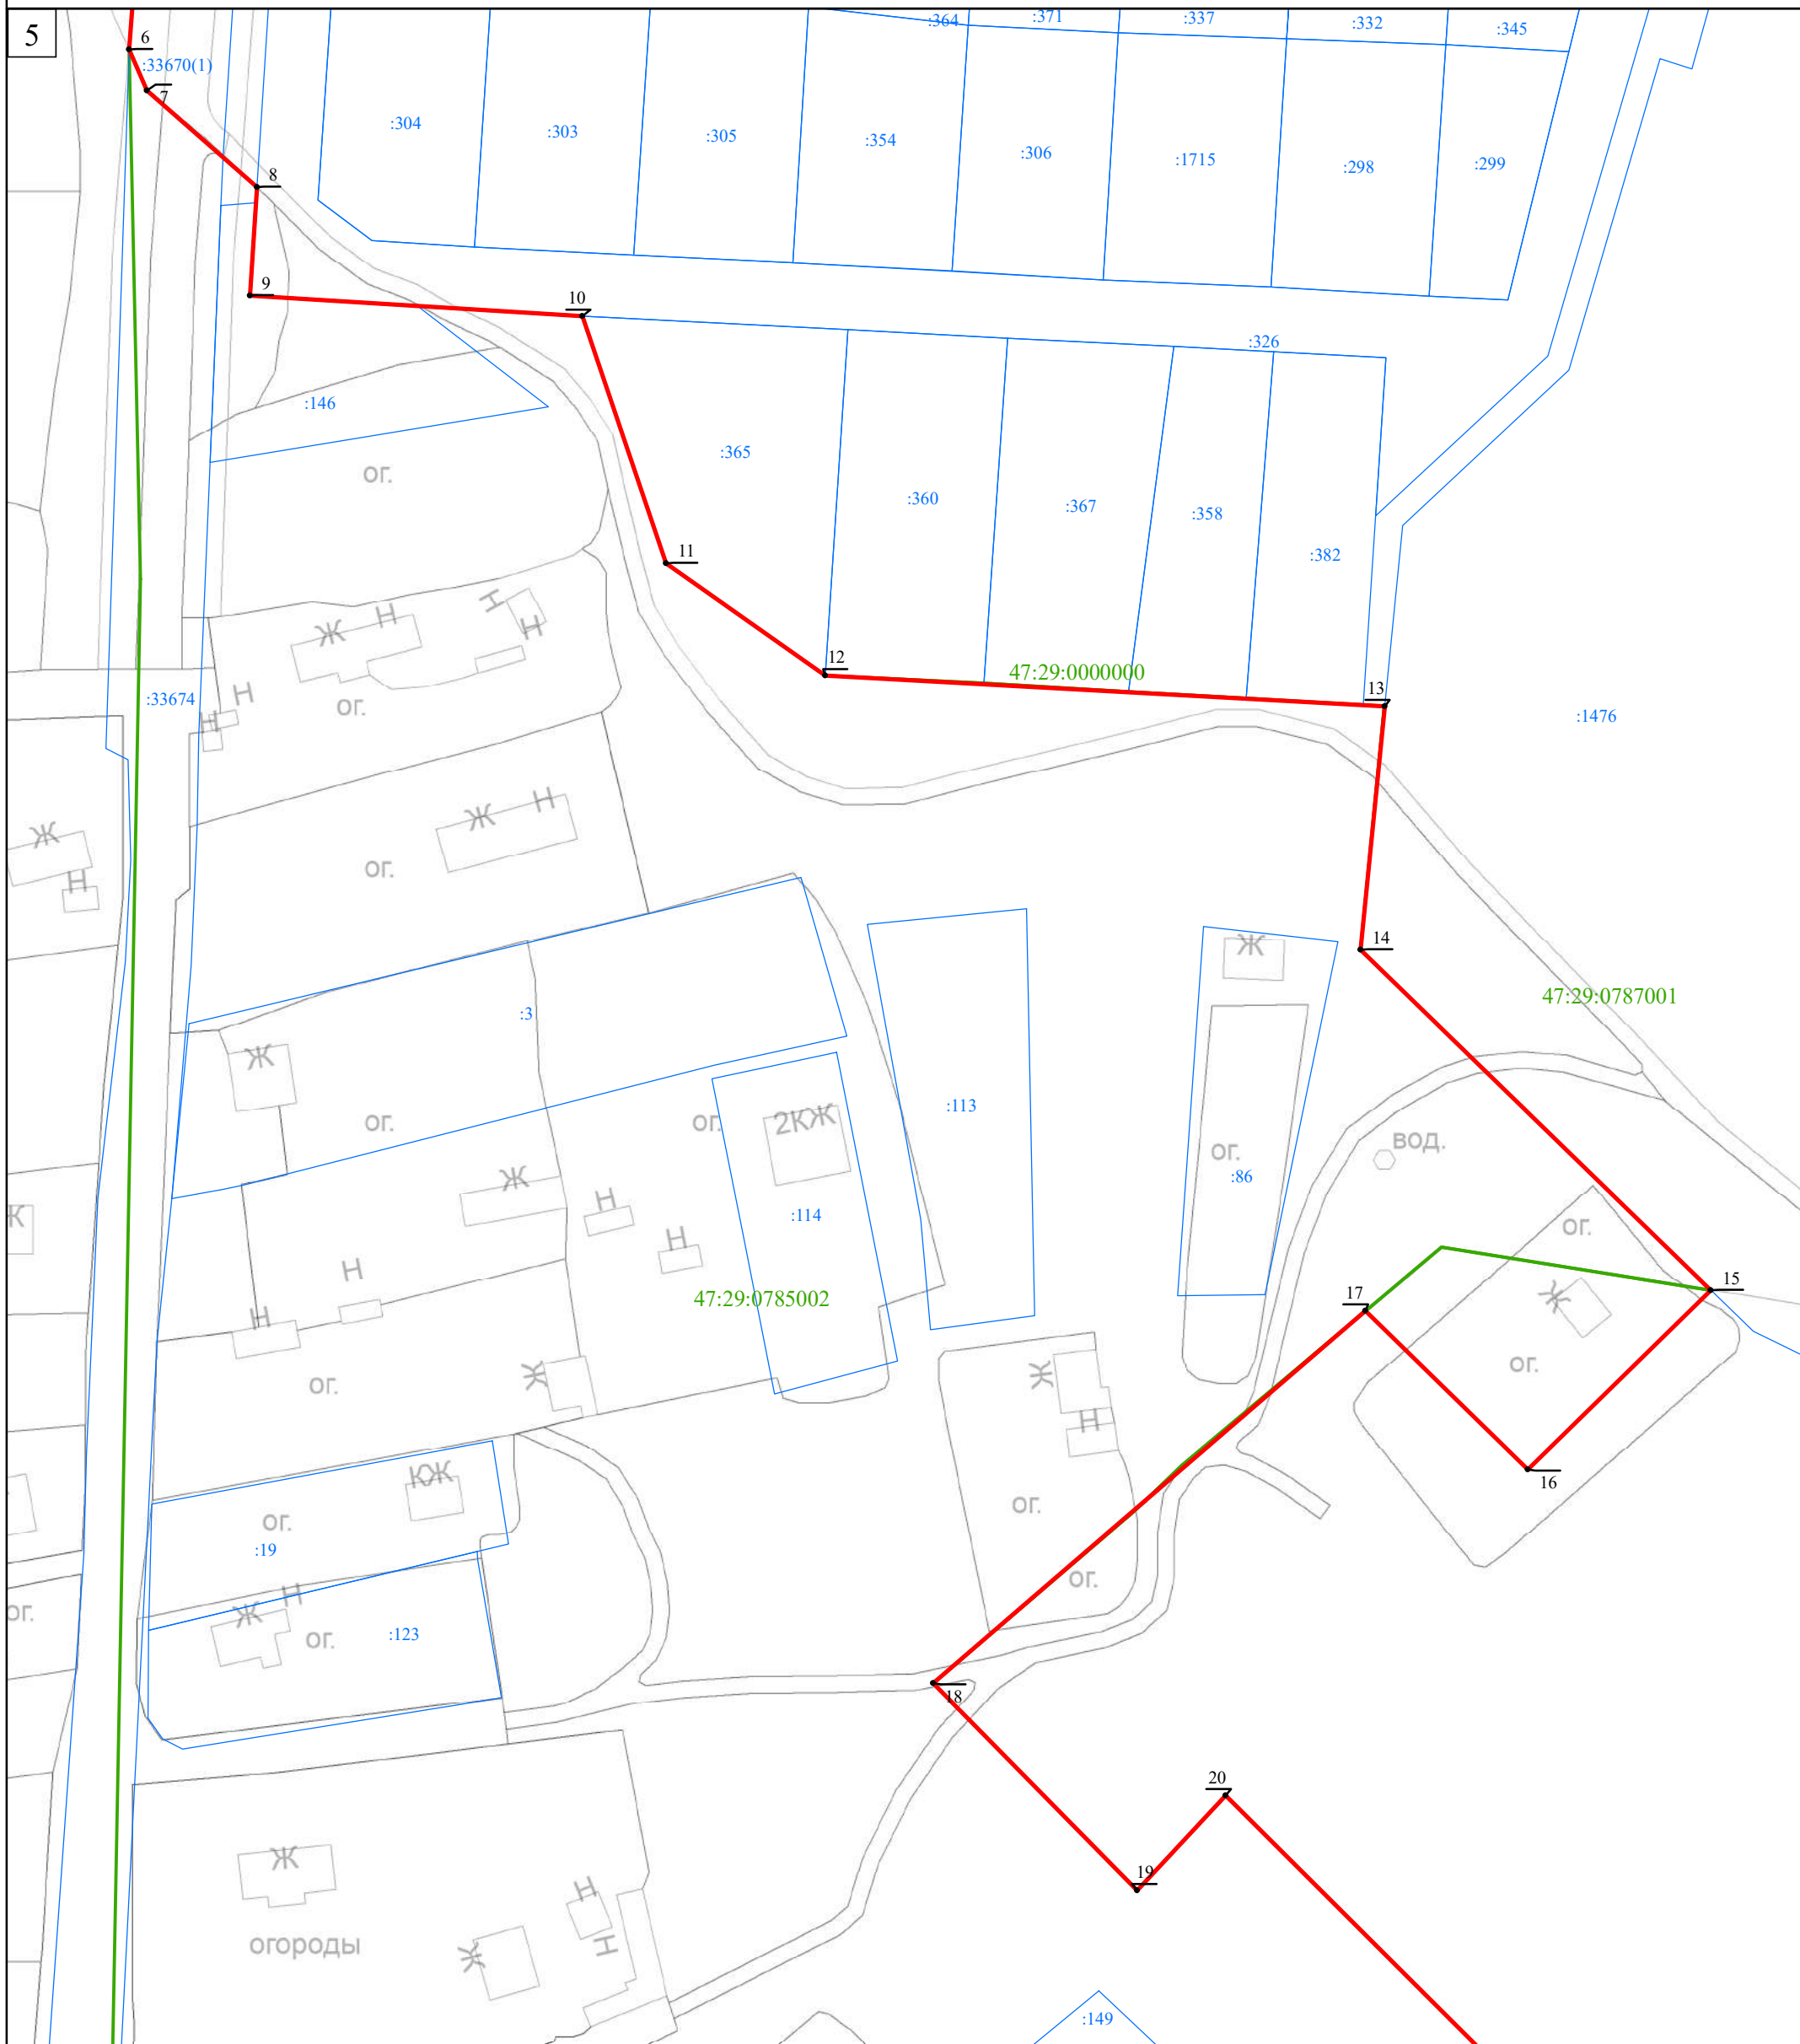 5
6
:33670(1)
7
8
9
10
:364
:371
:337
:332
:345
:304
:303
:305
:354
:306
:1715
:298
:299
:326
:146
ог.
:365
:360
:367
:358
:382
11
12
47:29:0000000
13
:1476
Ж
Н
Н
Н
ог.
:33674
Н
Н
Ж
Н
ог.
Ж
Н
14
47:29:0787001
Ж
:3
Ж
ог.
ог.
2КЖ
:113
ог.
:86
вод.
Ж
Ж
Н
Н
:114
Н
47:29:0785002
Н
ог.
15
17
Ж
ог.
ог.
Ж
Ж
Н
16
КЖ
ог.
:19
ог.
ог.
Н
Ж
ог.
:123
ог.
18
20
19
Ж
огороды
Н
Н
Ж
:149